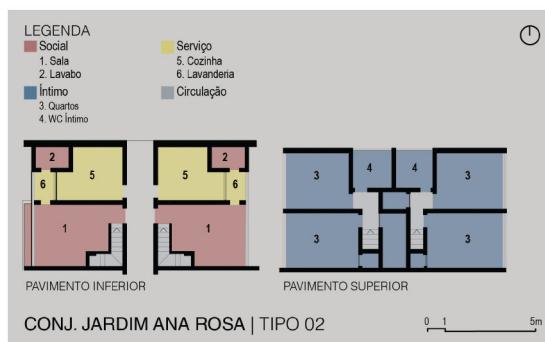 LEGENDA
Social
1. Sala
2. Lavabo
Íntimo
3. Quartos
4. WC Íntimo
Serviço
5. Cozinha
6. Lavanderia
Circulação
2
6
5
1
5
2
6
1
3
4
4
3
3
3
PAVIMENTO INFERIOR
PAVIMENTO SUPERIOR
CONJ. JARDIM ANA ROSA | TIPO 02
0 1 5m